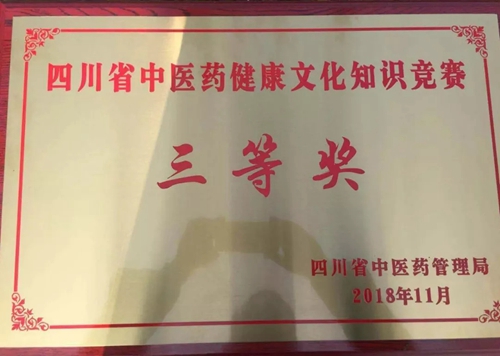 四川省中医药健康文化知识竞赛
三等奖
四川省中医药管理局
2018年11月